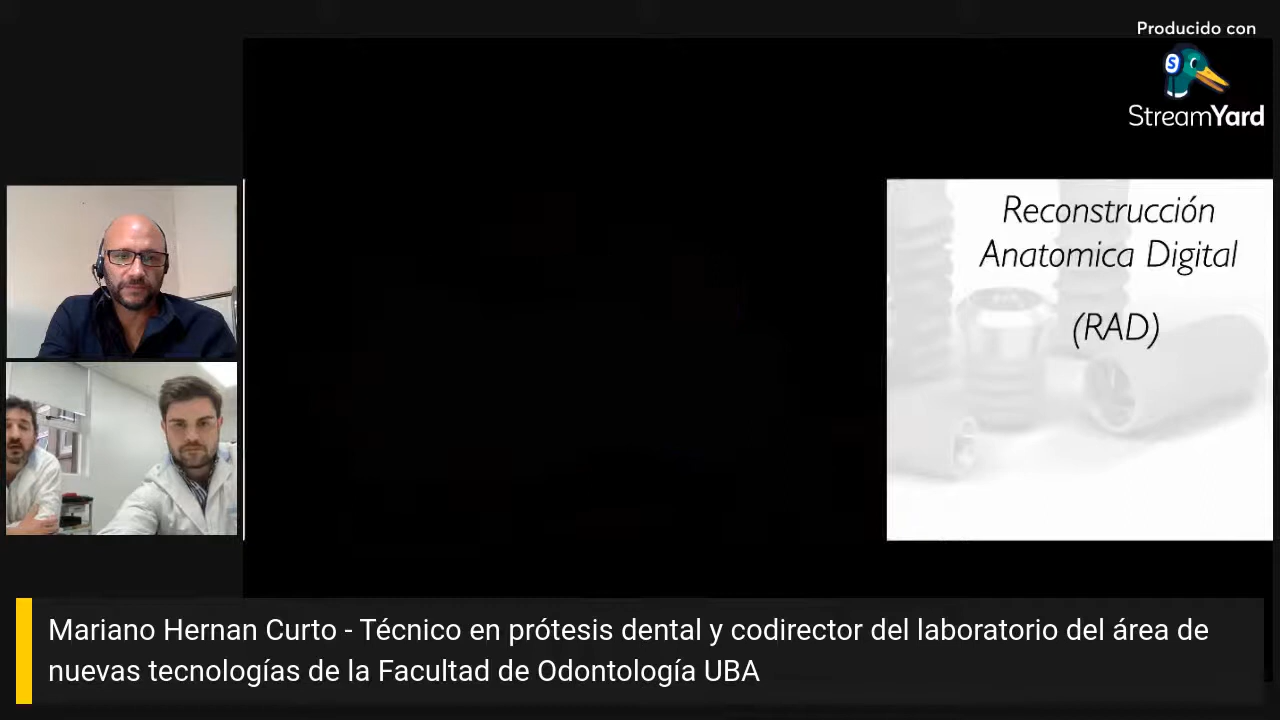 Producido con
StreamYard
Reconstrucción
Anatomica Digital
(RAD)
Mariano Hernan Curto - Técnico en prótesis dental y codirector del laboratorio del área de
nuevas tecnologías de la Facultad de Odontología UBA